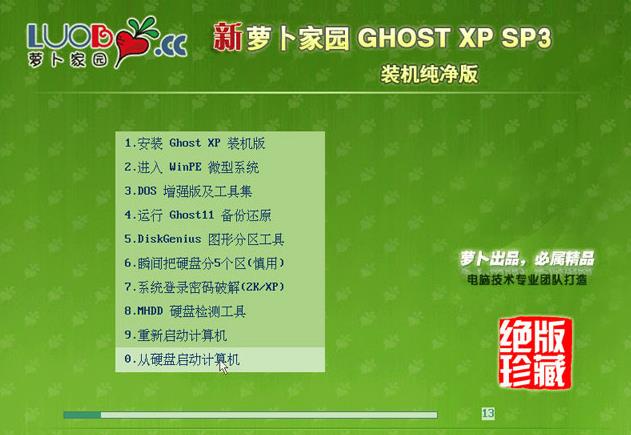 LUOB.cc
萝卜家园
新萝卜家园 GHOST XP SP3
装机纯净版
1.安装 Ghost XP 装机版
2.进入 WinPE 微型系统
3.DOS 增强版及工具集
4.运行 Ghost11 备份还原
5.DiskGenius 图形分区工具
6.瞬间把硬盘分5个区(慎用)
7.系统登录密码破解(2K/XP)
8.MHDD 硬盘检测工具
9.重新启动计算机
0.从硬盘启动计算机
萝卜出品，必属精品
电脑技术专业团队打造
绝版
珍藏
13